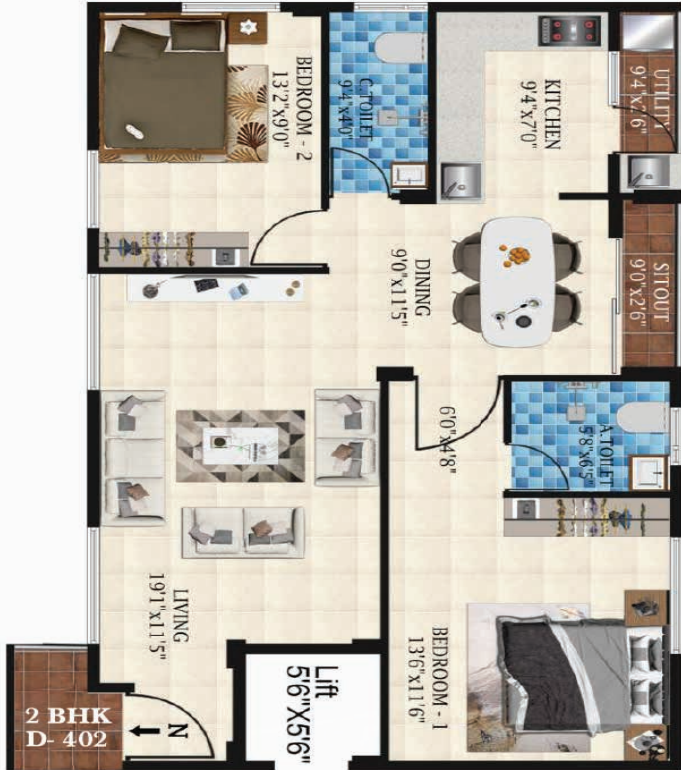 BEDROOM - 2
13'2"x9'0"
C.TOILET
9'4"x4'0"
KITCHEN
9'4"x7'0"
UTILITY
9'4"x2'6"
DINING
9'0"x11'5"
SITOUT
9'0"x2'6"
6'0"x4'8"
A.TOILET
5'8"x6'5"
LIVING
19'1"x11'5"
BEDROOM - 1
13'6"x11'6"
Lift
5'6"X5'6"
2 BHK
D- 402
N